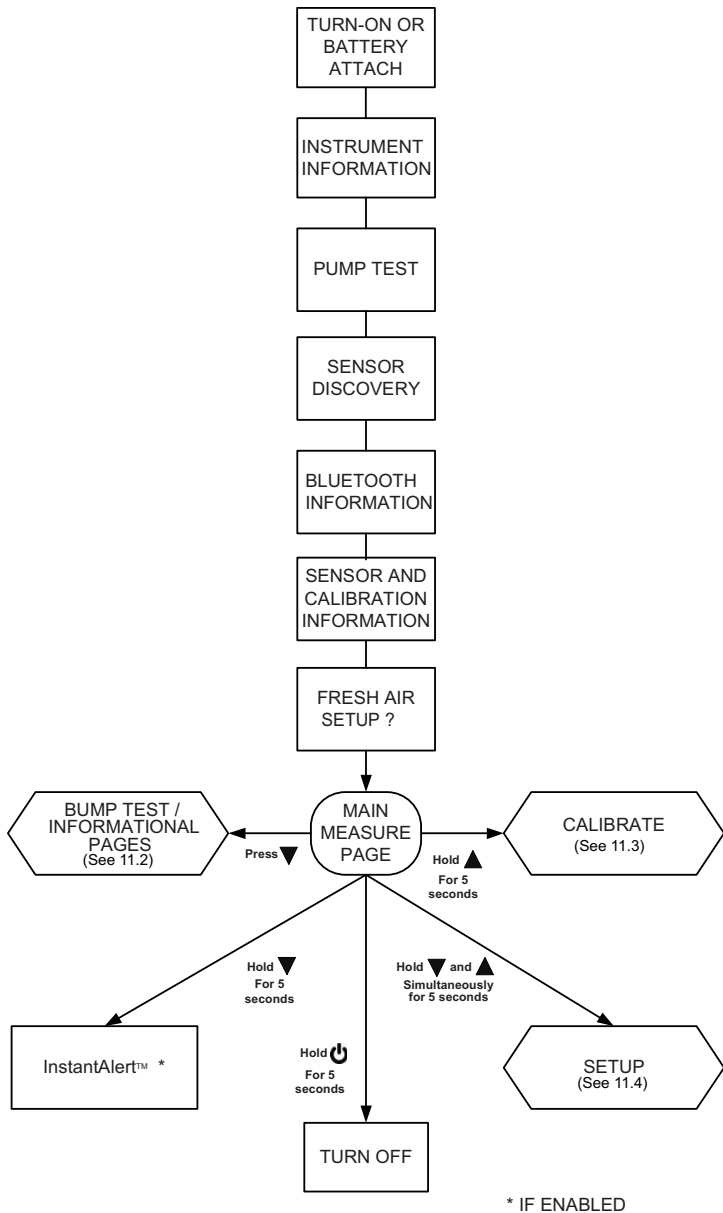 TURN-ON OR
BATTERY
ATTACH
INSTRUMENT
INFORMATION
PUMP TEST
SENSOR
DISCOVERY
BLUETOOTH
INFORMATION
SENSOR AND
CALIBRATION
INFORMATION
FRESH AIR
SETUP ?
BUMP TEST /
INFORMATIONAL
PAGES
(See 11.2)
Press ▼
MAIN
MEASURE
PAGE
Hold ▲
For 5
seconds
CALIBRATE
(See 11.3)
Hold ▼
For 5
seconds
InstantAlert™ *
Hold ⏻
For 5
seconds
TURN OFF
Hold ▼ and ▲
Simultaneously
for 5 seconds
SETUP
(See 11.4)
* IF ENABLED